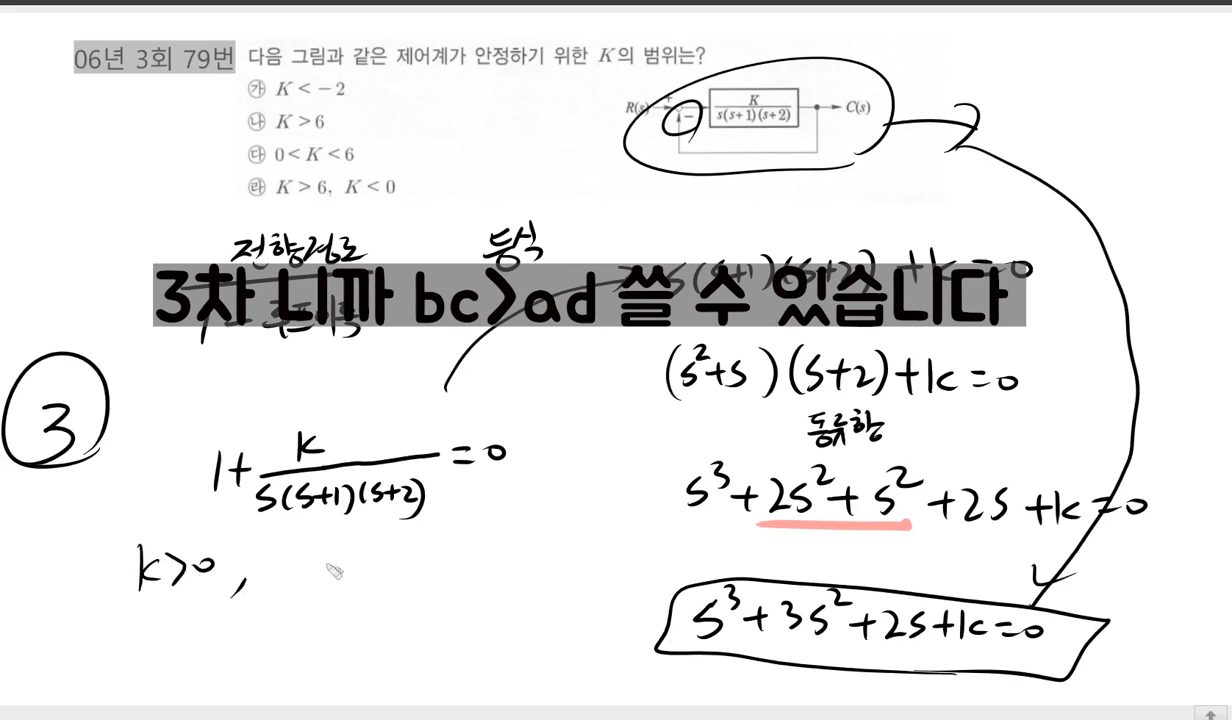 06년 3회 79번 다음 그림과 같은 제어계가 안정하기 위한 K의 범위는?
㉮ K < −2
㉯ K > 6
㉰ 0 < K < 6
㉱ K > 6, K < 0
R(s) + − K/s(s+1)(s+2) C(s)
전향경로
등식
s(s+1)(s+2)+k=0
3차 니까 bc>ad 쓸 수 있습니다
(s²+s)(s+2)+k=0
동류항
3
1+k/s(s+1)(s+2)=0
s³+2s²+s²+2s+k=0
k>0,
s³+3s²+2s+k=0